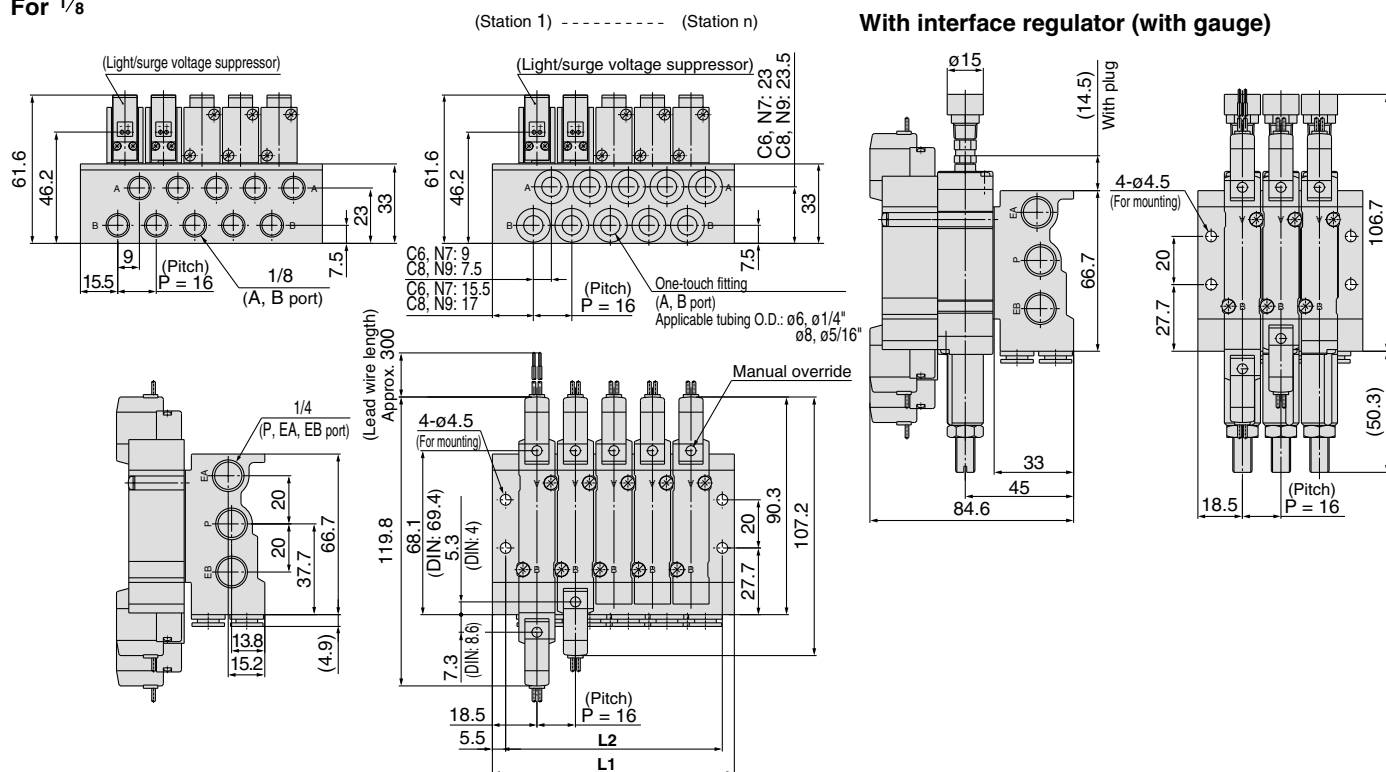 For 1/8
(Station 1) ----------- (Station n)
With interface regulator (with gauge)
(Light/surge voltage suppressor)
61.6
46.2
A
A
B
B
23
33
7.5
9
15.5
(Pitch)
P = 16
1/8
(A, B port)
(Light/surge voltage suppressor)
C6, N7: 23
C8, N9: 23.5
61.6
46.2
A
A
B
B
33
7.5
C6, N7: 9
C8, N9: 7.5
C6, N7: 15.5
C8, N9: 17
(Pitch)
P = 16
One-touch fitting
(A, B port)
Applicable tubing O.D.: ø6, ø1/4"
ø8, ø5/16"
ø15
(14.5)
With plug
EA
P
EB
66.7
33
45
84.6
4-ø4.5
(For mounting)
20
27.7
106.7
(50.3)
18.5
(Pitch)
P = 16
1/4
(P, EA, EB port)
EA
P
EB
20
20
37.7
66.7
13.8
15.2
(4.9)
(Lead wire length)
Approx. 300
Manual override
4-ø4.5
(For mounting)
119.8
68.1
(DIN: 69.4)
5.3
(DIN: 4)
7.3
(DIN: 8.6)
B
B
B
B
B
20
27.7
90.3
107.2
18.5
(Pitch)
P = 16
5.5
L2
L1